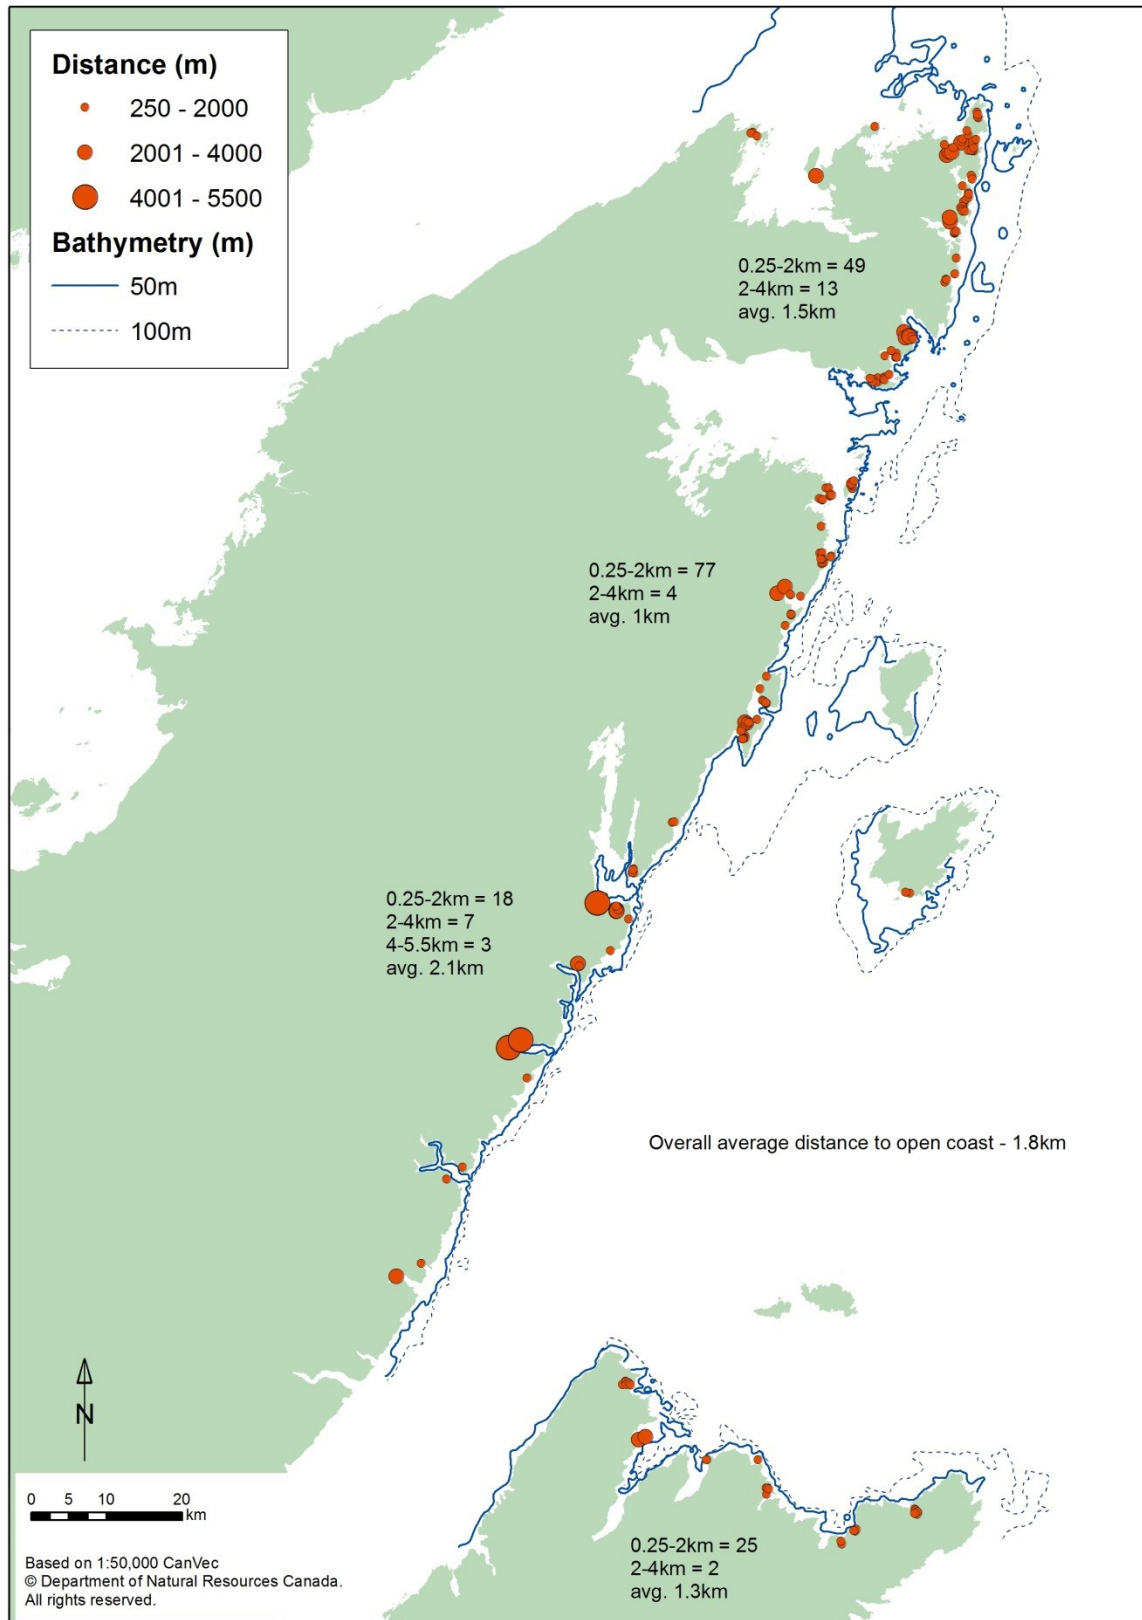 Distance (m)
250 - 2000
2001 - 4000
4001 - 5500
Bathymetry (m)
50m
100m
0.25-2km = 49
2-4km = 13
avg. 1.5km
0.25-2km = 77
2-4km = 4
avg. 1km
0.25-2km = 18
2-4km = 7
4-5.5km = 3
avg. 2.1km
Overall average distance to open coast - 1.8km
N
0 5 10 20
km
0.25-2km = 25
2-4km = 2
avg. 1.3km
Based on 1:50,000 CanVec
© Department of Natural Resources Canada.
All rights reserved.